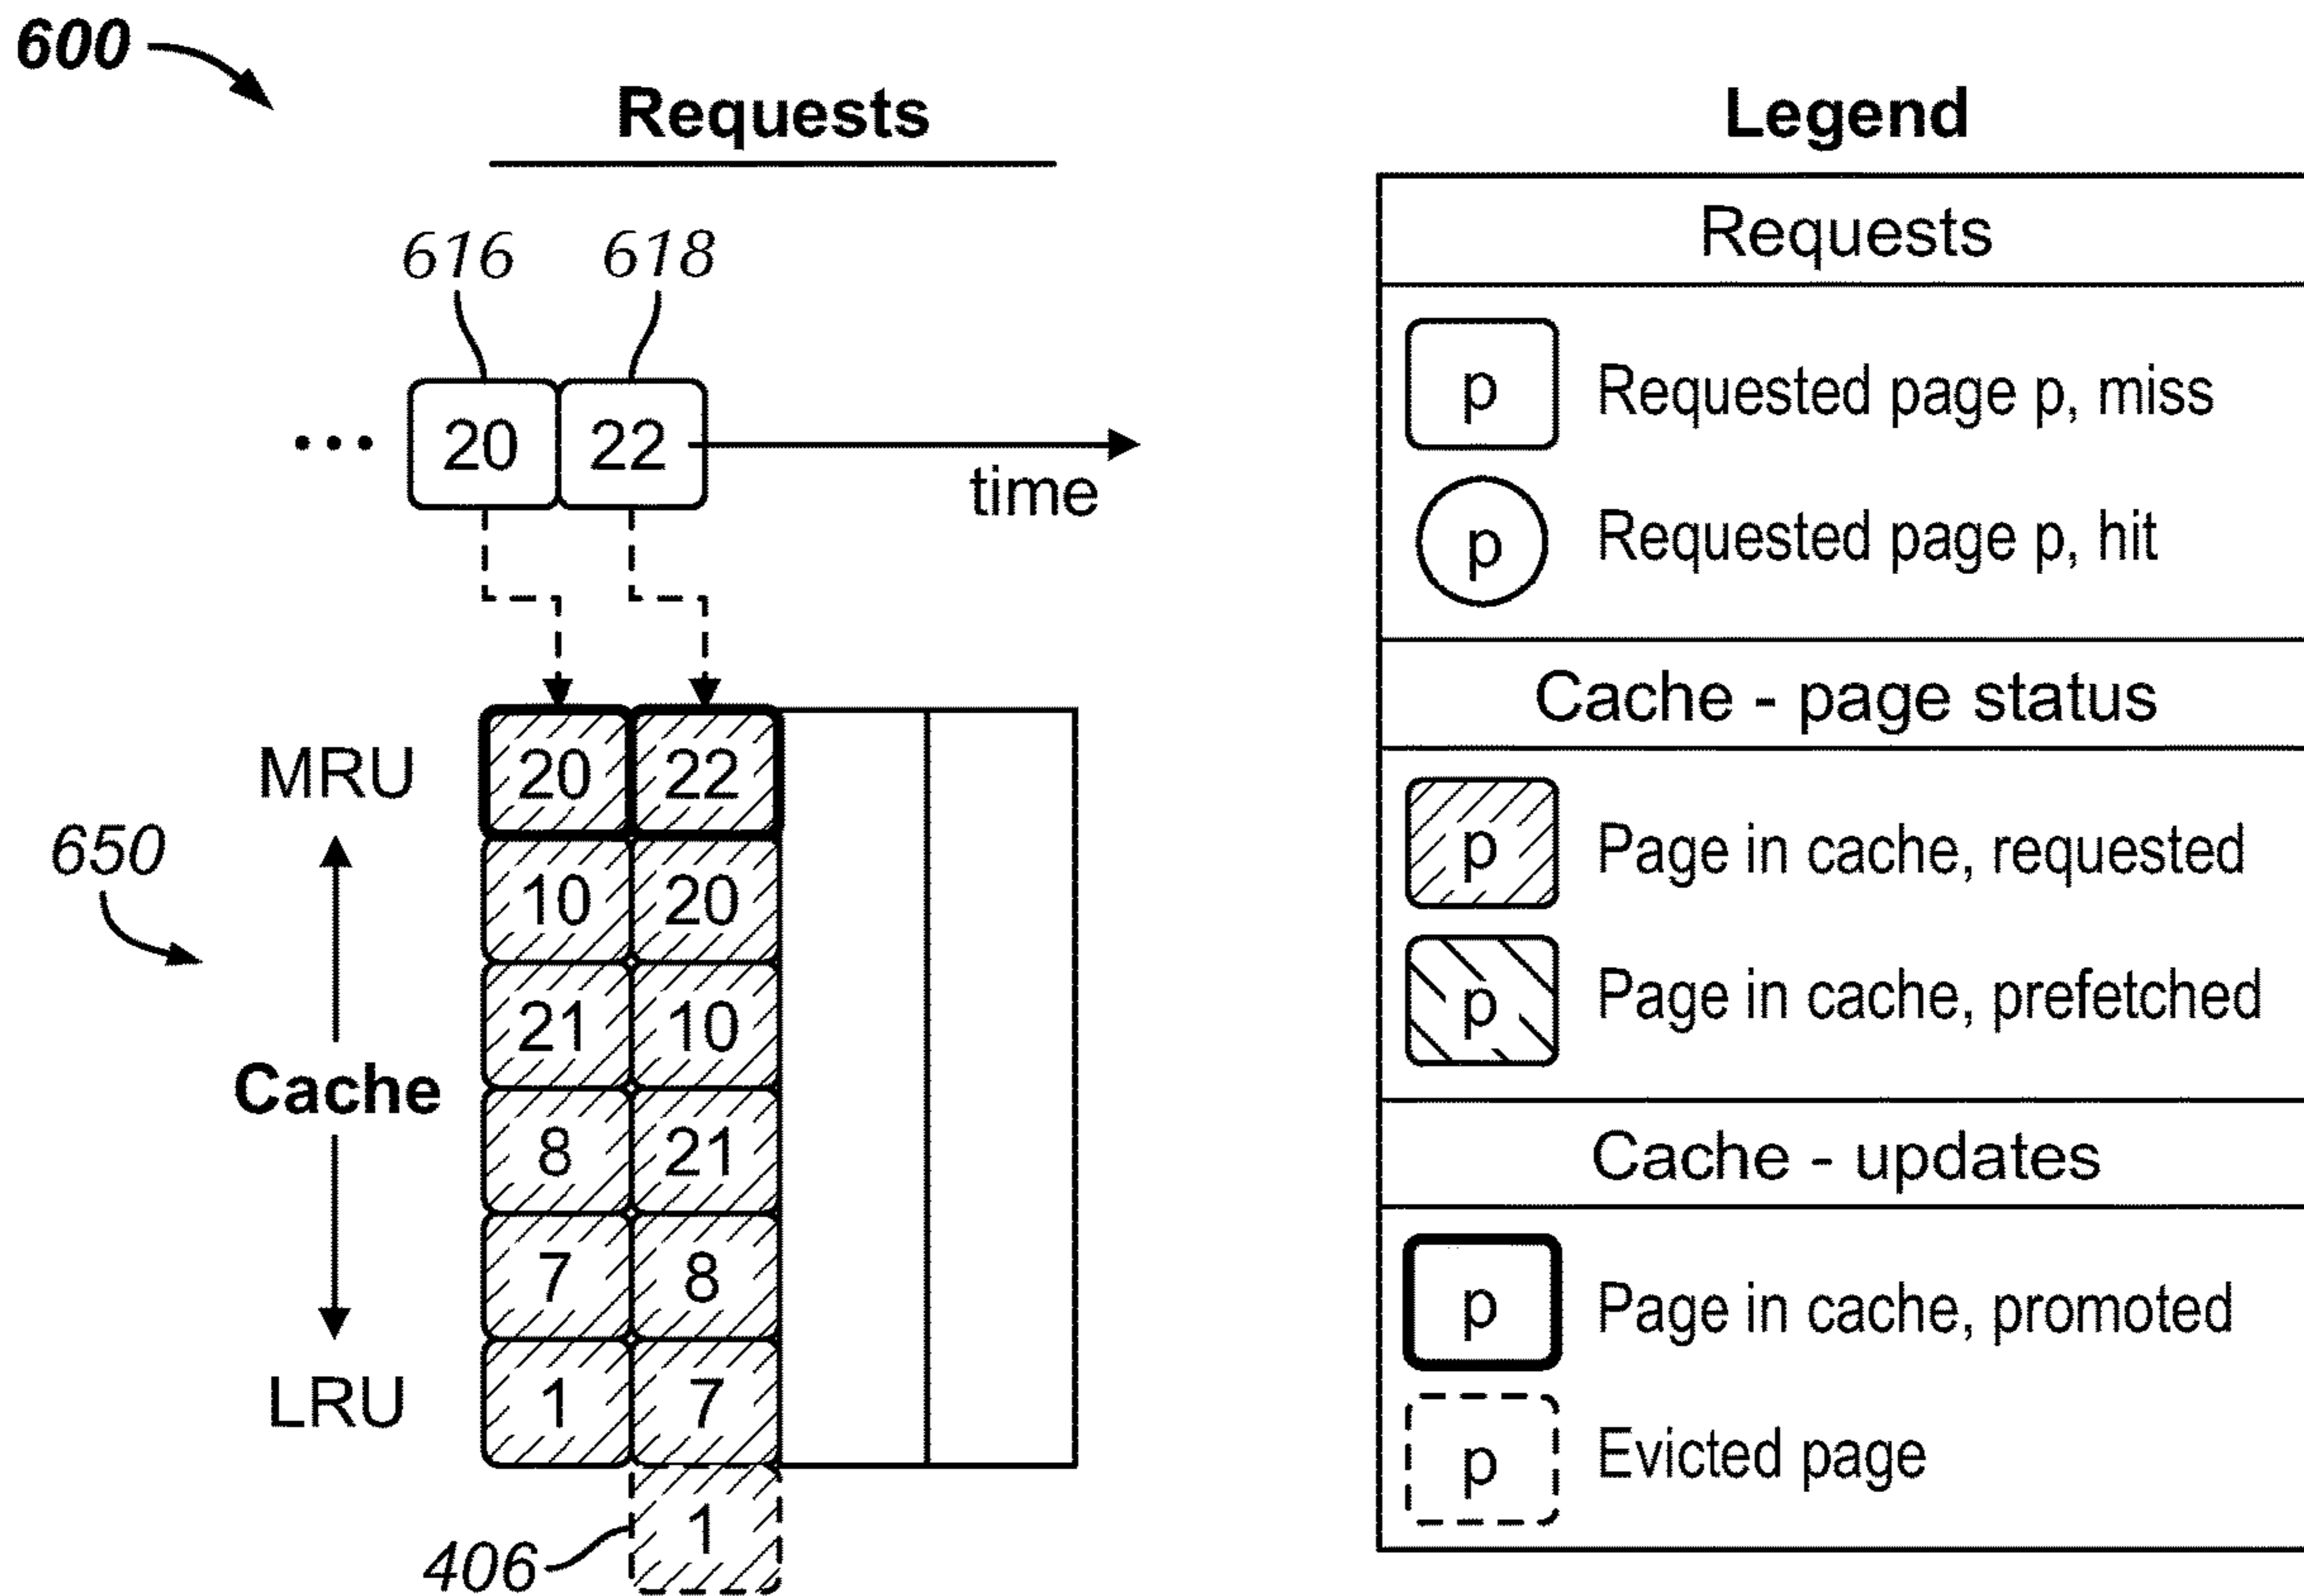 600
Requests
616 618
... 20 22
time
MRU
650
Cache
LRU
20 22
10 20
21 10
8 21
7 8
1 7
1
406
Legend
Requests
p Requested page p, miss
p Requested page p, hit
Cache - page status
p Page in cache, requested
p Page in cache, prefetched
Cache - updates
p Page in cache, promoted
p Evicted page